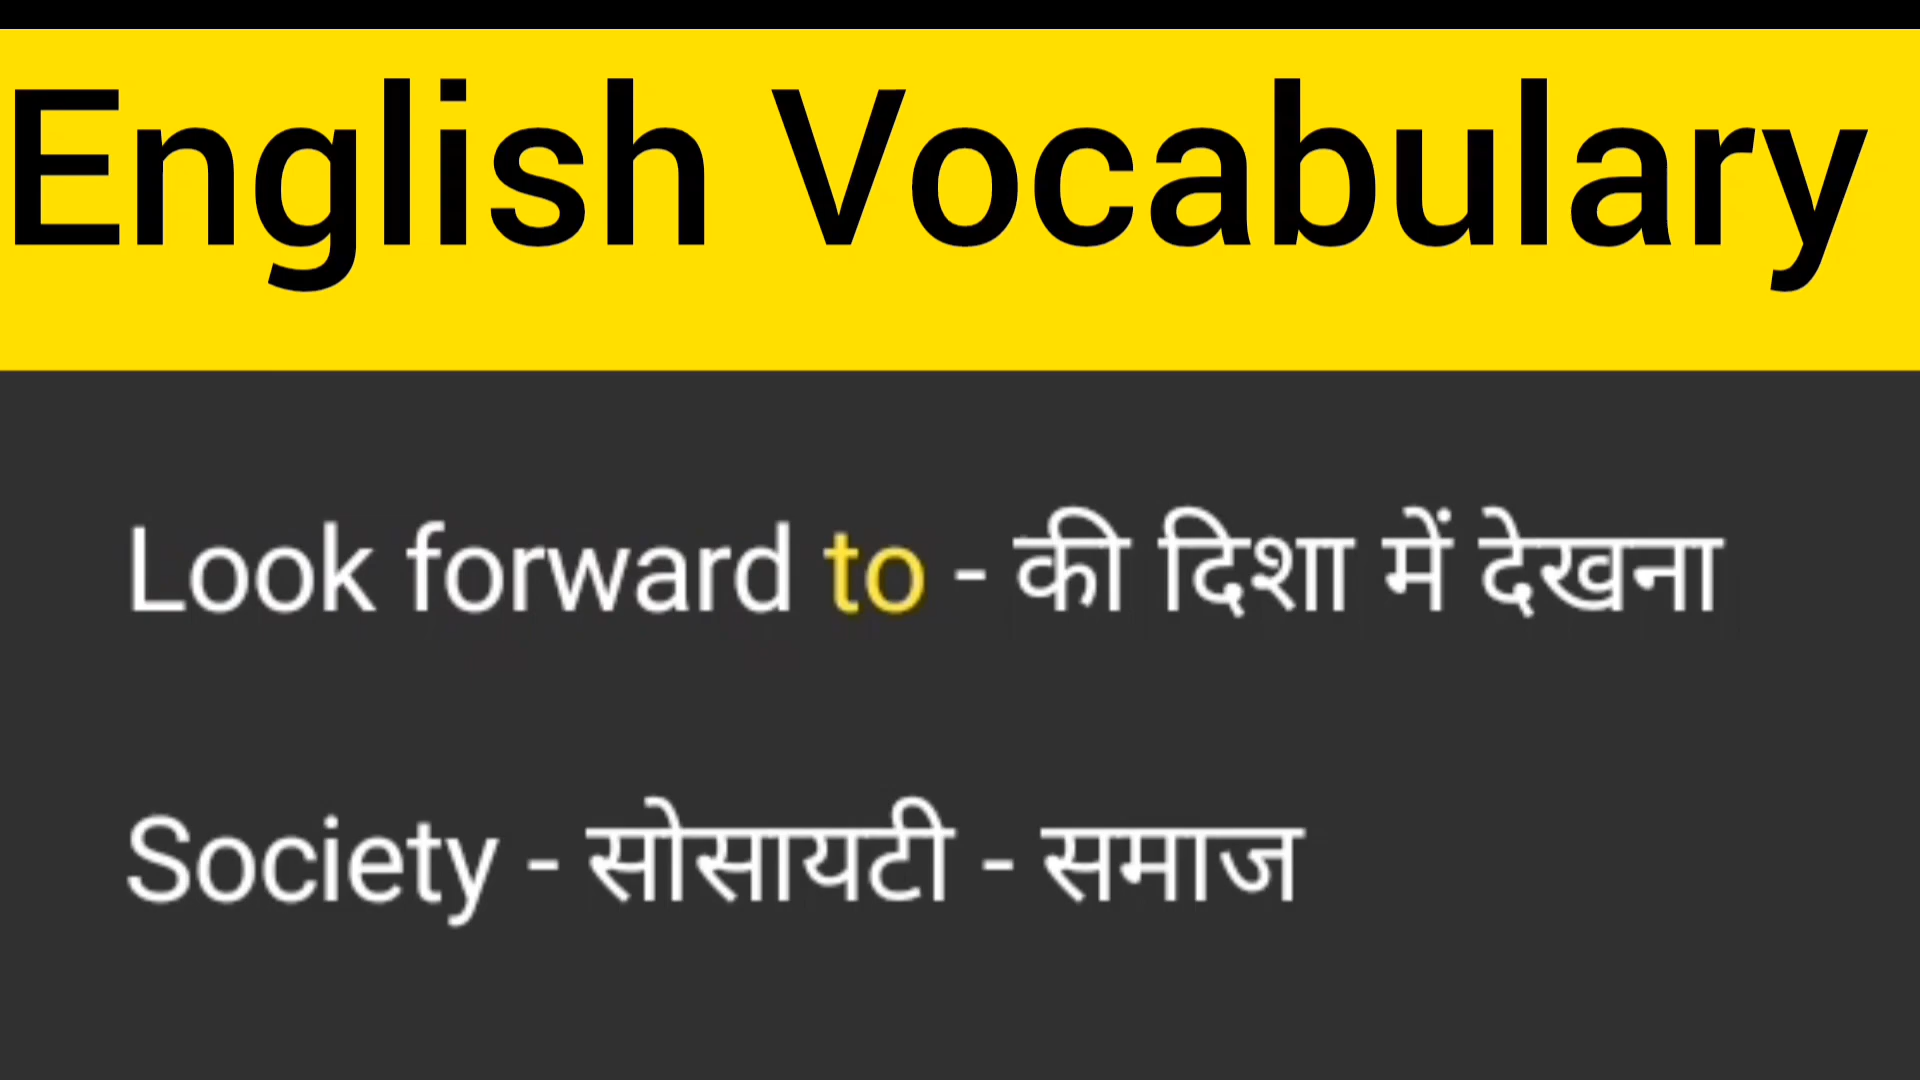 English Vocabulary
Look forward to - की दिशा में देखना
Society - सोसायटी - समाज